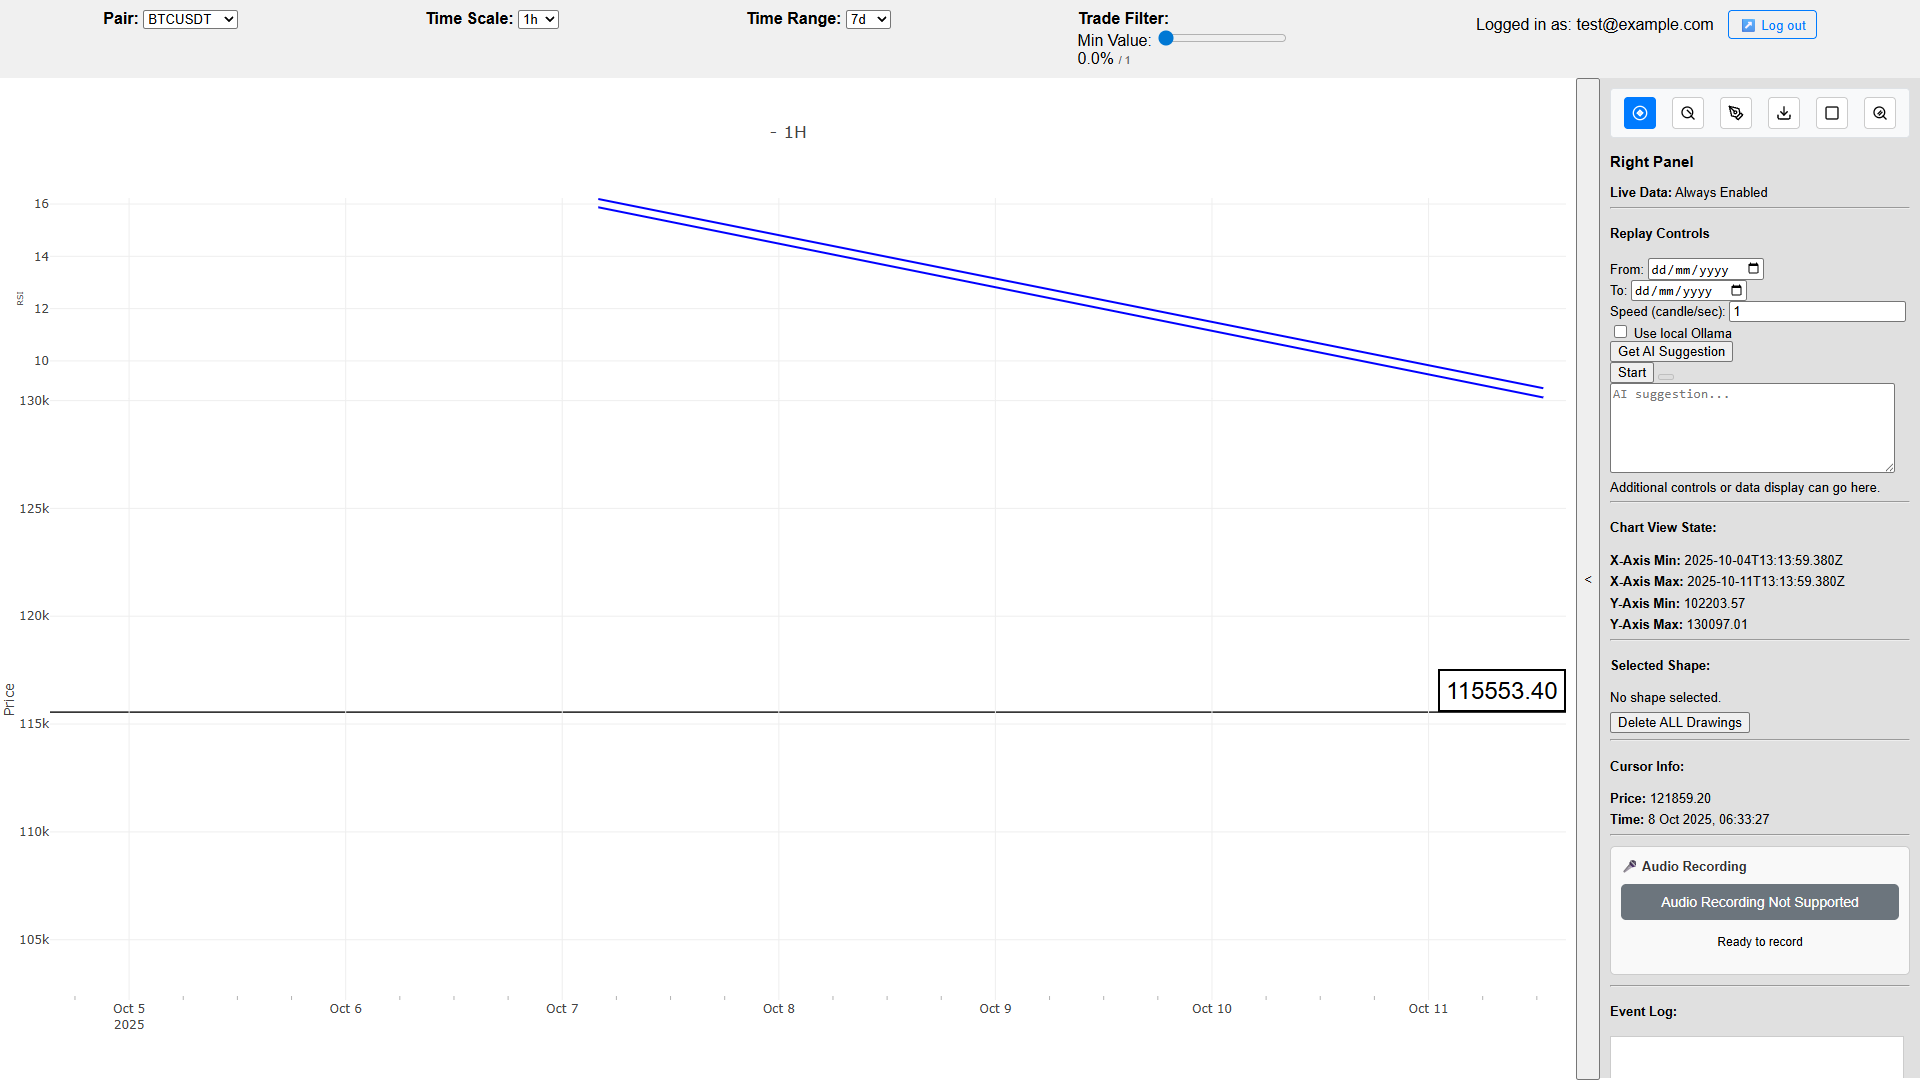 Pair: BTCUSDT
Time Scale: 1h
Time Range: 7d
Trade Filter:
Min Value:
0.0% / 1
Logged in as: test@example.com
Log out
- 1H
16
14
12
10
RSI
130k
125k
120k
115k
110k
105k
Price
115553.40
Oct 5
2025
Oct 6
Oct 7
Oct 8
Oct 9
Oct 10
Oct 11
<
Right Panel
Live Data: Always Enabled
Replay Controls
From: dd/mm/yyyy
To: dd/mm/yyyy
Speed (candle/sec): 1
Use local Ollama
Get AI Suggestion
Start
AI suggestion...
Additional controls or data display can go here.
Chart View State:
X-Axis Min: 2025-10-04T13:13:59.380Z
X-Axis Max: 2025-10-11T13:13:59.380Z
Y-Axis Min: 102203.57
Y-Axis Max: 130097.01
Selected Shape:
No shape selected.
Delete ALL Drawings
Cursor Info:
Price: 121859.20
Time: 8 Oct 2025, 06:33:27
Audio Recording
Audio Recording Not Supported
Ready to record
Event Log: